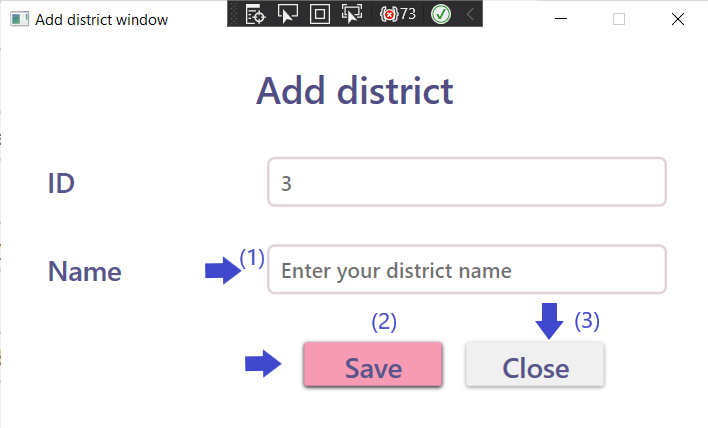 Add district window
73
Add district
ID
3
Name
(1)
Enter your district name
(2)
(3)
Save
Close